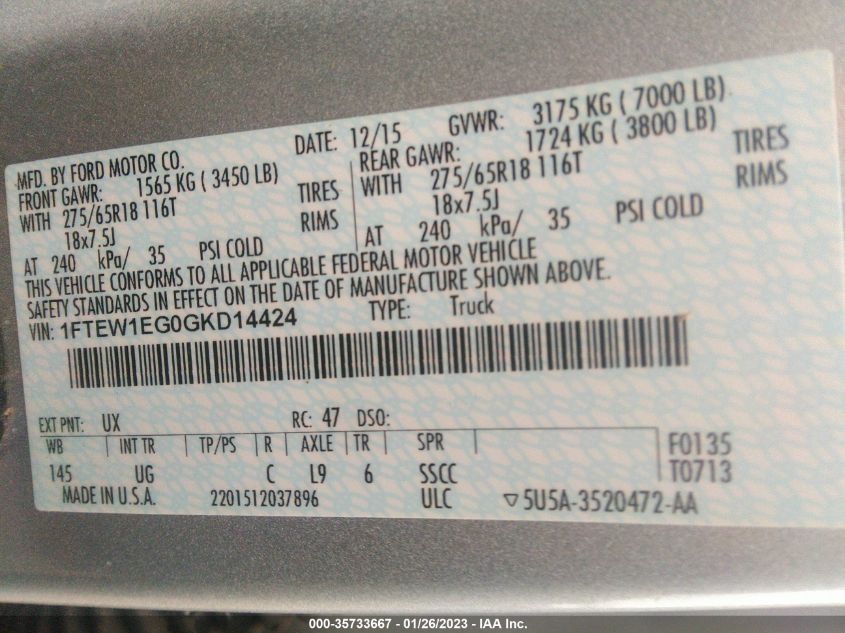 MFD. BY FORD MOTOR CO. DATE: 12/15 GVWR: 3175 KG ( 7000 LB)
FRONT GAWR: 1565 KG ( 3450 LB) REAR GAWR: 1724 KG ( 3800 LB)
WITH 275/65R18 116T TIRES WITH 275/65R18 116T TIRES
18x7.5J RIMS 18x7.5J RIMS
AT 240 kPa/ 35 PSI COLD AT 240 kPa/ 35 PSI COLD
THIS VEHICLE CONFORMS TO ALL APPLICABLE FEDERAL MOTOR VEHICLE
SAFETY STANDARDS IN EFFECT ON THE DATE OF MANUFACTURE SHOWN ABOVE.
VIN: 1FTEW1EG0GKD14424 TYPE: Truck
EXT PNT: UX RC: 47 DSO:
WB INT TR TP/PS R AXLE TR SPR F0135
145 UG C L9 6 SSCC T0713
MADE IN U.S.A. 2201512037896 ULC ▽5U5A-3520472-AA
000-35733667 - 01/26/2023 - IAA Inc.